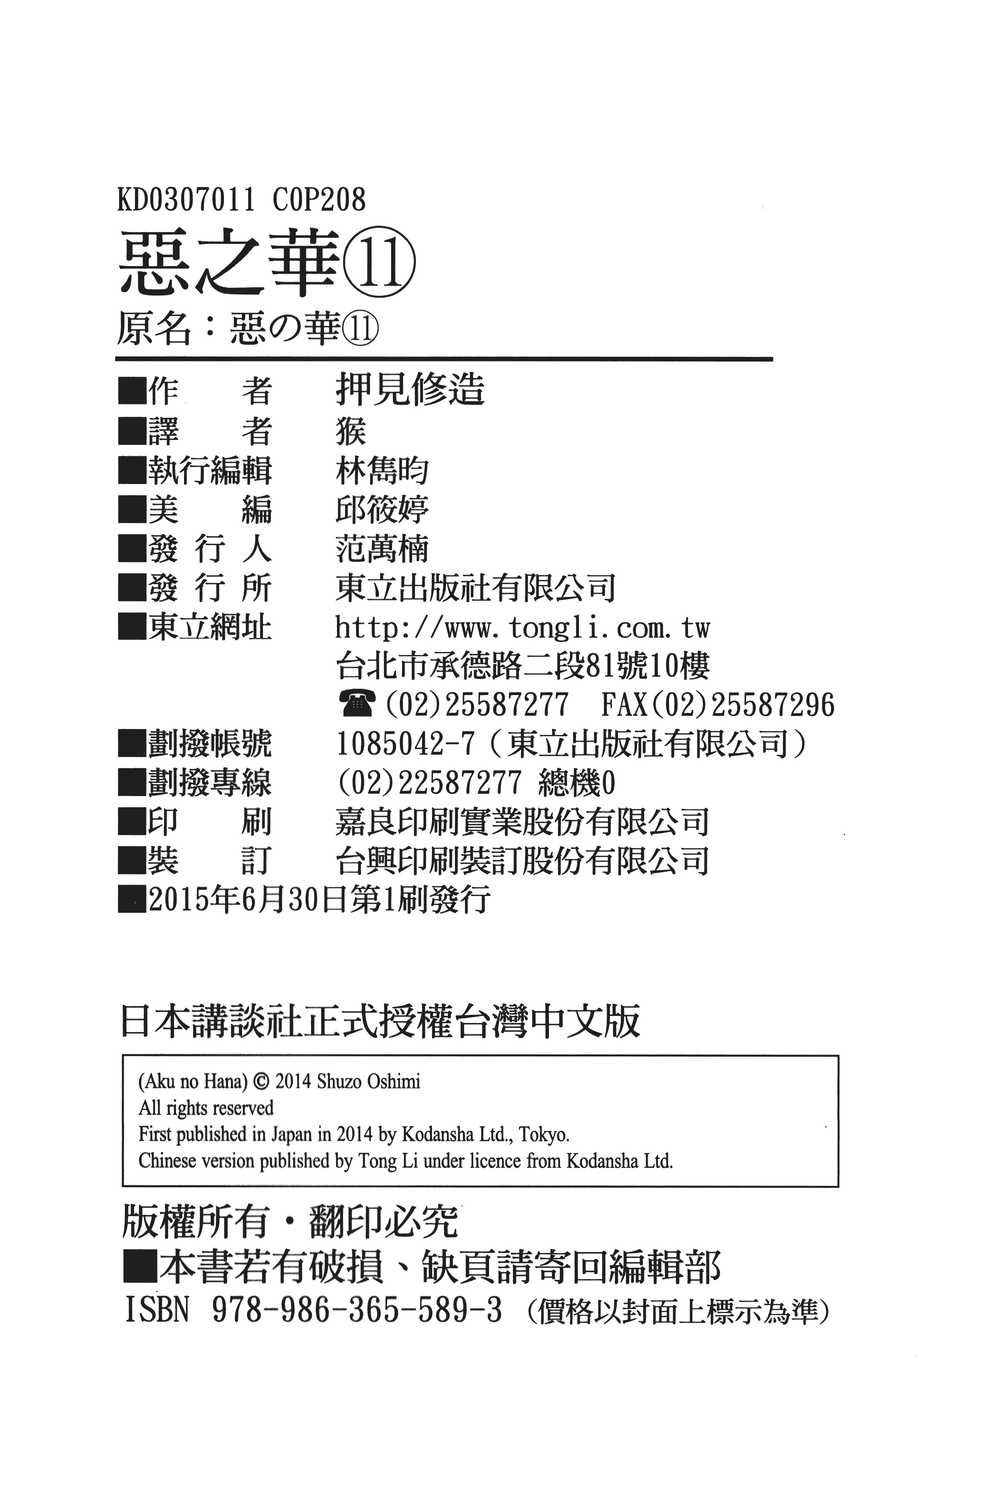 KD0307011 C0P208
惡之華⑪
原名：惡の華⑪
■作者 押見修造
■譯者 猴
■執行編輯 林雋昀
■美編 邱筱婷
■發行人 范萬楠
■發行所 東立出版社有限公司
■東立網址 http://www.tongli.com.tw
台北市承德路二段81號10樓
☎(02)25587277 FAX(02)25587296
■劃撥帳號 1085042-7（東立出版社有限公司）
■劃撥專線 (02)22587277 總機0
■印刷 嘉良印刷實業股份有限公司
■裝訂 台興印刷裝訂股份有限公司
■2015年6月30日第1刷發行
日本講談社正式授權台灣中文版
(Aku no Hana) © 2014 Shuzo Oshimi
All rights reserved
First published in Japan in 2014 by Kodansha Ltd., Tokyo.
Chinese version published by Tong Li under licence from Kodansha Ltd.
版權所有・翻印必究
■本書若有破損、缺頁請寄回編輯部
ISBN 978-986-365-589-3（價格以封面上標示為準）